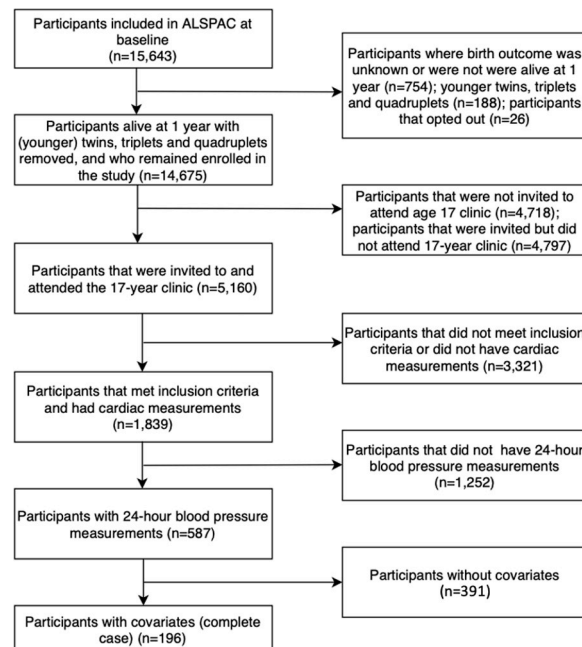 Participants included in ALSPAC at
baseline
(n=15,643)
Participants where birth outcome was
unknown or were not were alive at 1
year (n=754); younger twins, triplets
and quadruplets (n=188); participants
that opted out (n=26)
Participants alive at 1 year with
(younger) twins, triplets and quadruplets
removed, and who remained enrolled in
the study (n=14,675)
Participants that were not invited to
attend age 17 clinic (n=4,718);
participants that were invited but did
not attend 17-year clinic (n=4,797)
Participants that were invited to and
attended the 17-year clinic (n=5,160)
Participants that did not meet inclusion
criteria or did not have cardiac
measurements (n=3,321)
Participants that met inclusion criteria
and had cardiac measurements
(n=1,839)
Participants that did not have 24-hour
blood pressure measurements
(n=1,252)
Participants with 24-hour blood pressure
measurements (n=587)
Participants without covariates
(n=391)
Participants with covariates (complete
case) (n=196)